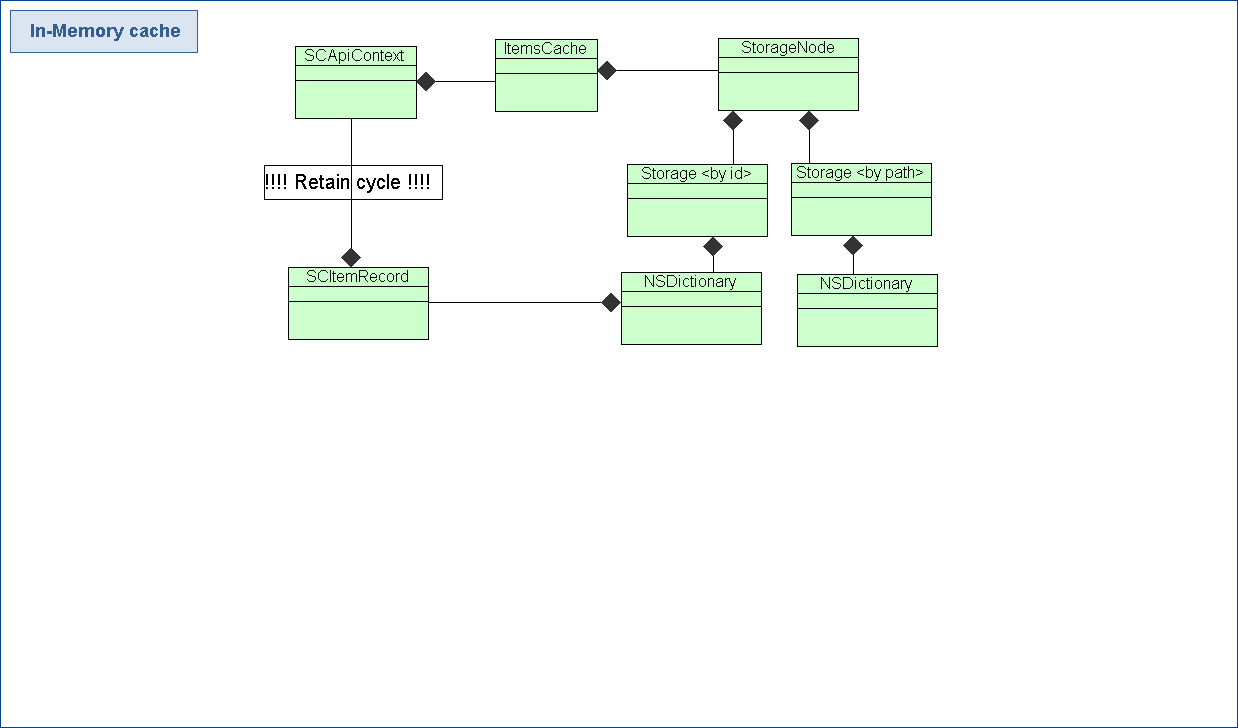 In-Memory cache
SCApiContext
ItemsCache
StorageNode
!!!! Retain cycle !!!!
Storage <by id>
Storage <by path>
SCItemRecord
NSDictionary
NSDictionary